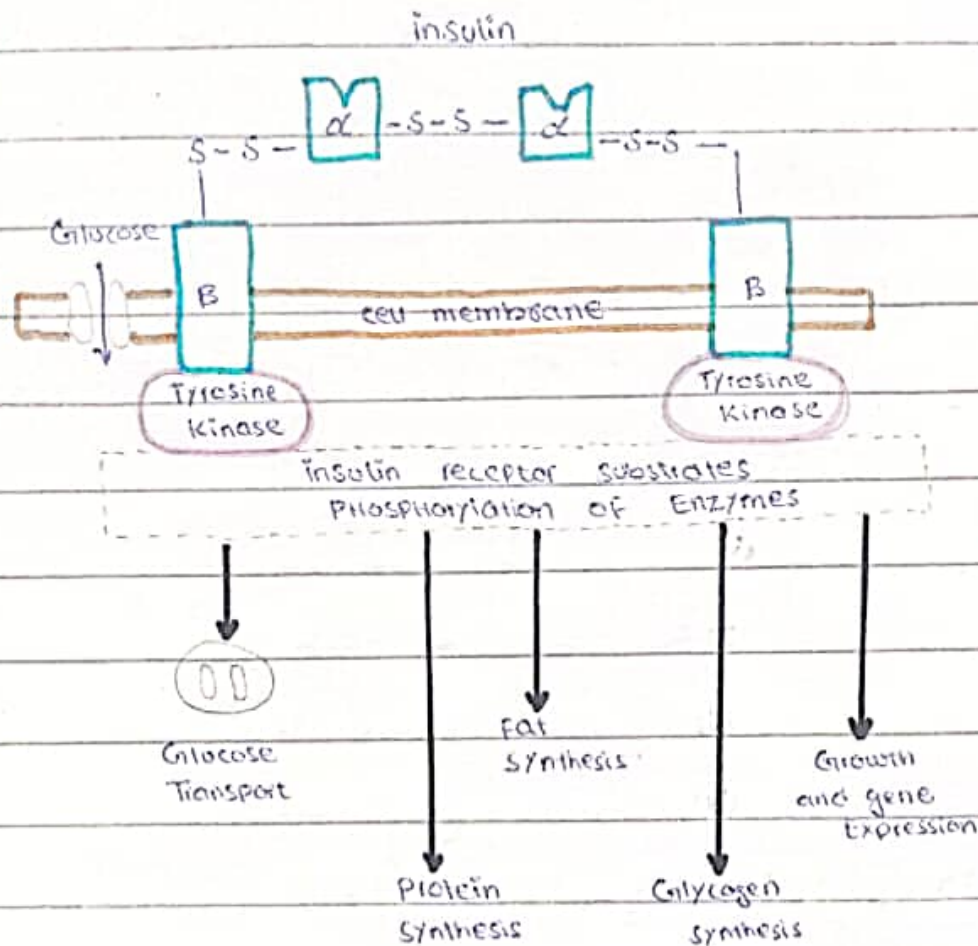 insulin
α -S-S- α
S-S- -S-S-
Glucose
B cell membrane B
Tyrosine
Kinase
Tyrosine
Kinase
insulin receptor substrates
PHosphorylation of Enzymes
Glucose
Transport
Fat
synthesis
Growth
and gene
Expression
Protein
synthesis
Glycogen
synthesis